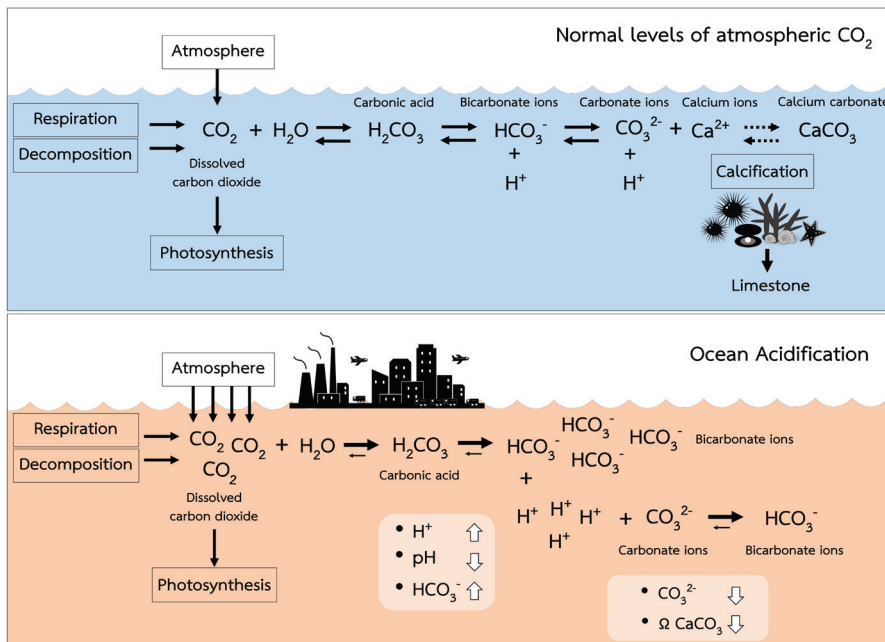 Normal levels of atmospheric CO₂
Atmosphere
Respiration
Decomposition
Carbonic acid
Bicarbonate ions
Carbonate ions
Calcium ions
Calcium carbonate
CO₂ + H₂O
H₂CO₃
HCO₃⁻
CO₃²⁻ + Ca²⁺
CaCO₃
+
+
H⁺
H⁺
Dissolved
carbon dioxide
Calcification
Photosynthesis
Limestone
Ocean Acidification
Atmosphere
Respiration
Decomposition
CO₂
CO₂
CO₂
+ H₂O
H₂CO₃
Carbonic acid
HCO₃⁻
HCO₃⁻
HCO₃⁻
HCO₃⁻
Bicarbonate ions
+
Dissolved
carbon dioxide
H⁺
H⁺
H⁺
H⁺
+ CO₃²⁻
HCO₃⁻
Carbonate ions
Bicarbonate ions
Photosynthesis
• H⁺
• pH
• HCO₃⁻
• CO₃²⁻
• Ω CaCO₃